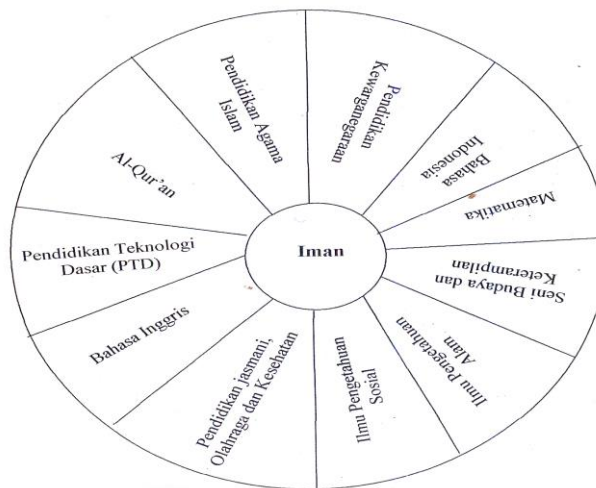 Pendidikan Agama
Islam
Pendidikan
Kewarganegaraan
Bahasa
Indonesia
Matematika
Seni Budaya dan
Keterampilan
Ilmu Pengetahuan
Alam
Ilmu Pengetahuan
Sosial
Pendidikan jasmani,
Olahraga dan Kesehatan
Bahasa Inggris
Pendidikan Teknologi
Dasar (PTD)
Al-Qur'an
Iman